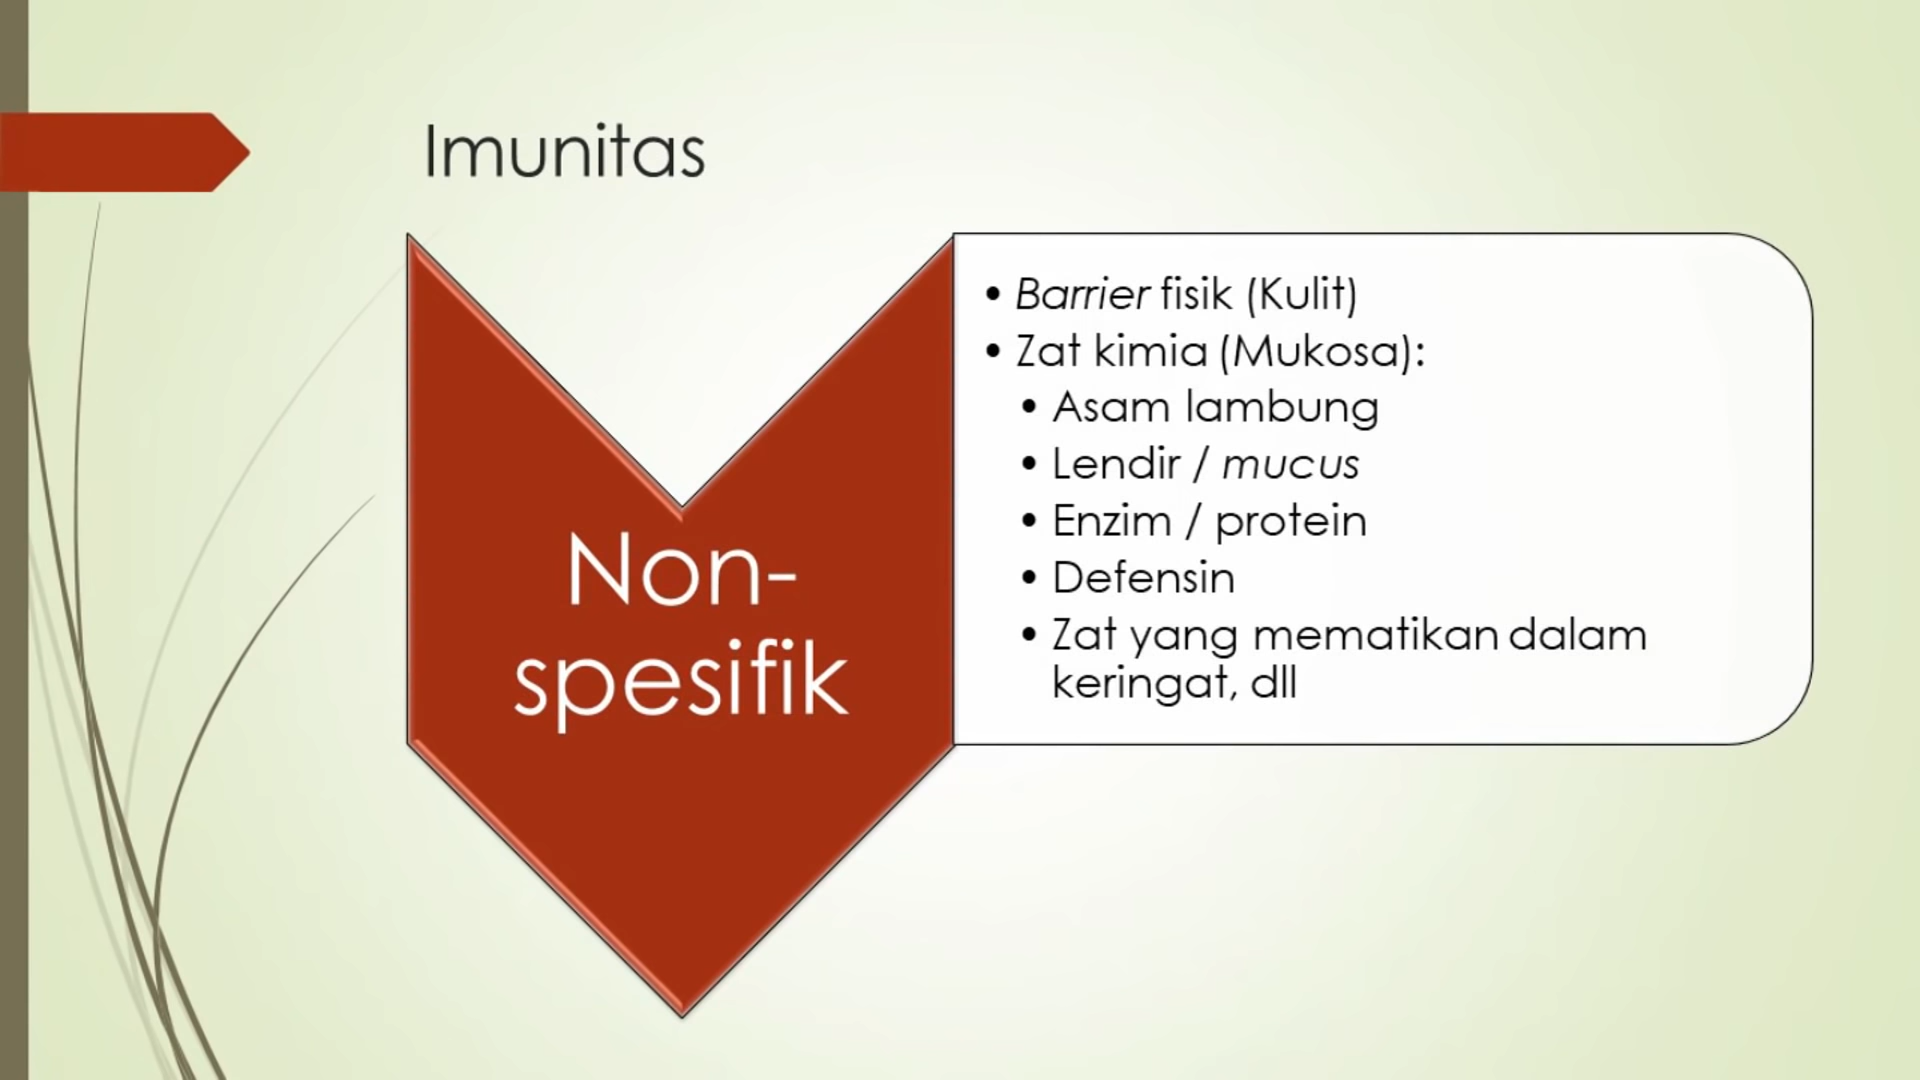 Imunitas
Non-
spesifik
• Barrier fisik (Kulit)
• Zat kimia (Mukosa):
• Asam lambung
• Lendir / mucus
• Enzim / protein
• Defensin
• Zat yang mematikan dalam
keringat, dll